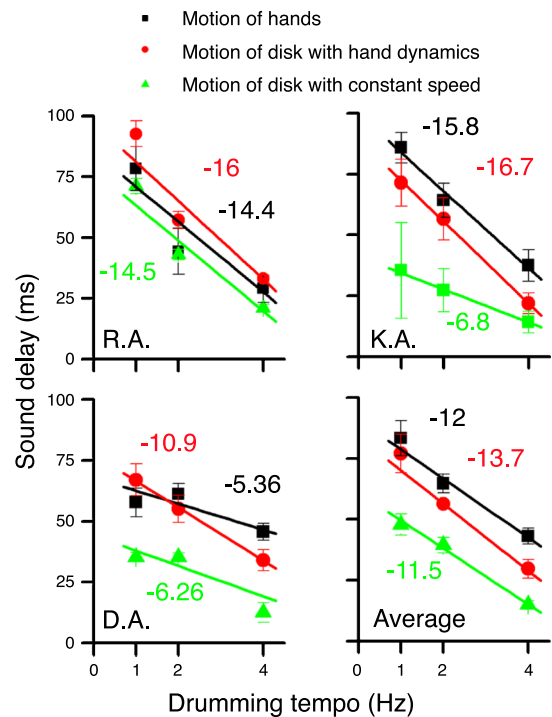 Motion of hands
Motion of disk with hand dynamics
Motion of disk with constant speed
Sound delay (ms)
100
75
50
25
0
-16
-14.4
-14.5
R.A.
-15.8
-16.7
-6.8
K.A.
100
75
50
25
0
-10.9
-5.36
-6.26
D.A.
0 1 2 4
-12
-13.7
-11.5
Average
0 1 2 4
Drumming tempo (Hz)